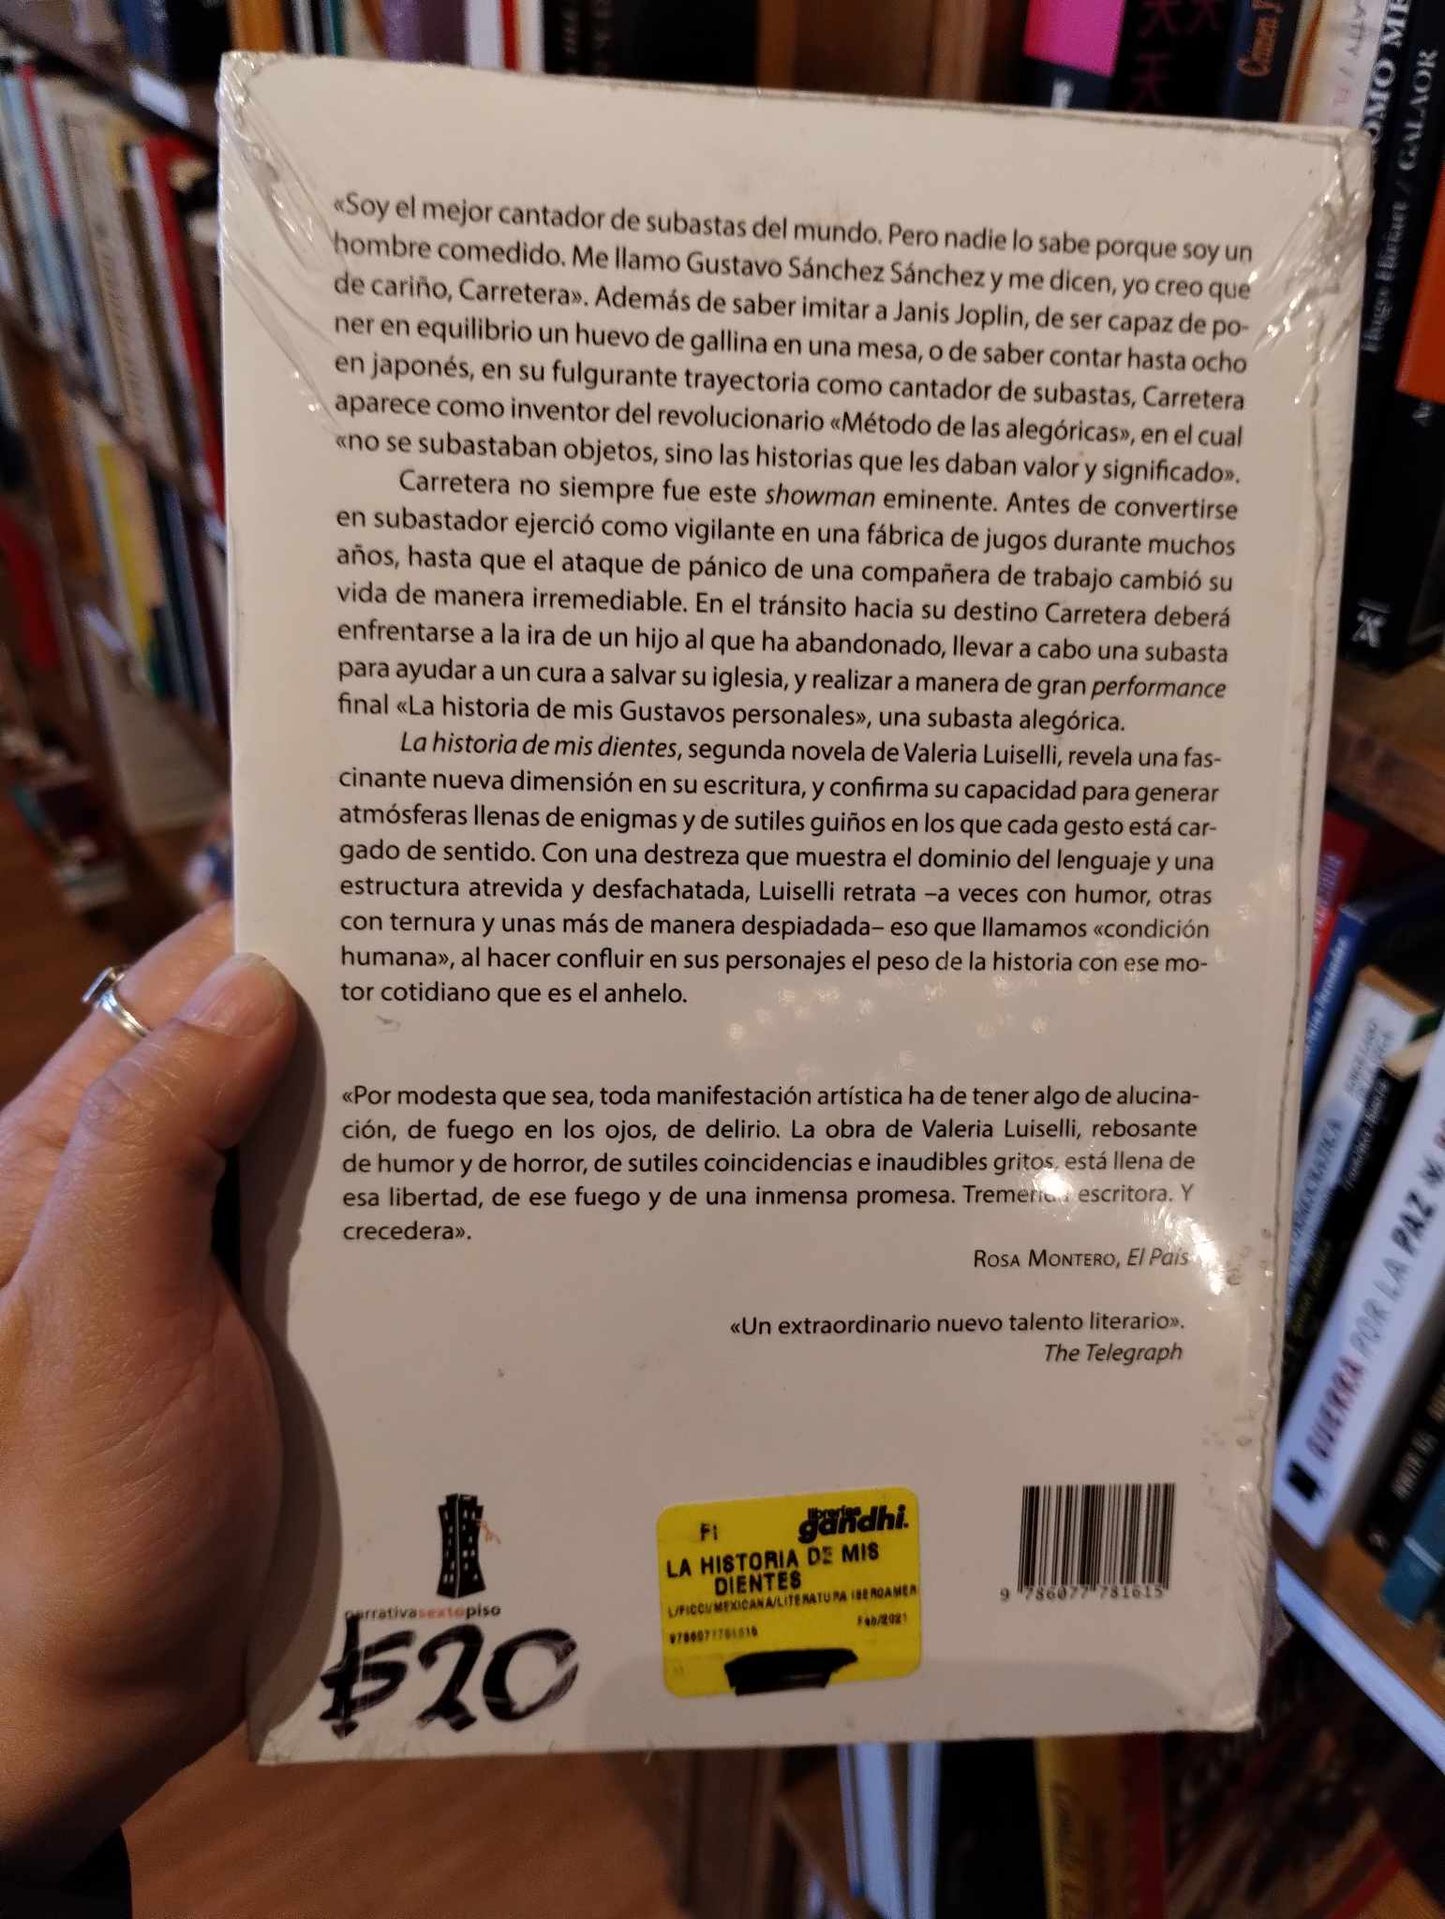 «Soy el mejor cantador de subastas del mundo. Pero nadie lo sabe porque soy un
hombre comedido. Me llamo Gustavo Sánchez Sánchez y me dicen, yo creo que
de cariño, Carretera». Además de saber imitar a Janis Joplin, de ser capaz de po-
ner en equilibrio un huevo de gallina en una mesa, o de saber contar hasta ocho
en japonés, en su fulgurante trayectoria como cantador de subastas, Carretera
aparece como inventor del revolucionario «Método de las alegóricas», en el cual
«no se subastaban objetos, sino las historias que les daban valor y significado».
Carretera no siempre fue este showman eminente. Antes de convertirse
en subastador ejerció como vigilante en una fábrica de jugos durante muchos
años, hasta que el ataque de pánico de una compañera de trabajo cambió su
vida de manera irremediable. En el tránsito hacia su destino Carretera deberá
enfrentarse a la ira de un hijo al que ha abandonado, llevar a cabo una subasta
para ayudar a un cura a salvar su iglesia, y realizar a manera de gran performance
final «La historia de mis Gustavos personales», una subasta alegórica.
La historia de mis dientes, segunda novela de Valeria Luiselli, revela una fas-
cinante nueva dimensión en su escritura, y confirma su capacidad para generar
atmósferas llenas de enigmas y de sutiles guiños en los que cada gesto está car-
gado de sentido. Con una destreza que muestra el dominio del lenguaje y una
estructura atrevida y desfachatada, Luiselli retrata –a veces con humor, otras
con ternura y unas más de manera despiadada– eso que llamamos «condición
humana», al hacer confluir en sus personajes el peso de la historia con ese mo-
tor cotidiano que es el anhelo.
«Por modesta que sea, toda manifestación artística ha de tener algo de alucina-
ción, de fuego en los ojos, de delirio. La obra de Valeria Luiselli, rebosante
de humor y de horror, de sutiles coincidencias e inaudibles gritos, está llena de
esa libertad, de ese fuego y de una inmensa promesa. Tremenda escritora. Y
crecedera».
ROSA MONTERO, El País
«Un extraordinario nuevo talento literario».
The Telegraph
narrativasextopiso
$20
FI
librerías
gandhi.
LA HISTORIA DE MIS
DIENTES
L/FICCI/MEXICANA/LITERATURA IBEROAMER
Feb/2021
9 786077 781615
GALAOR
GUERRA POR LA PAZ